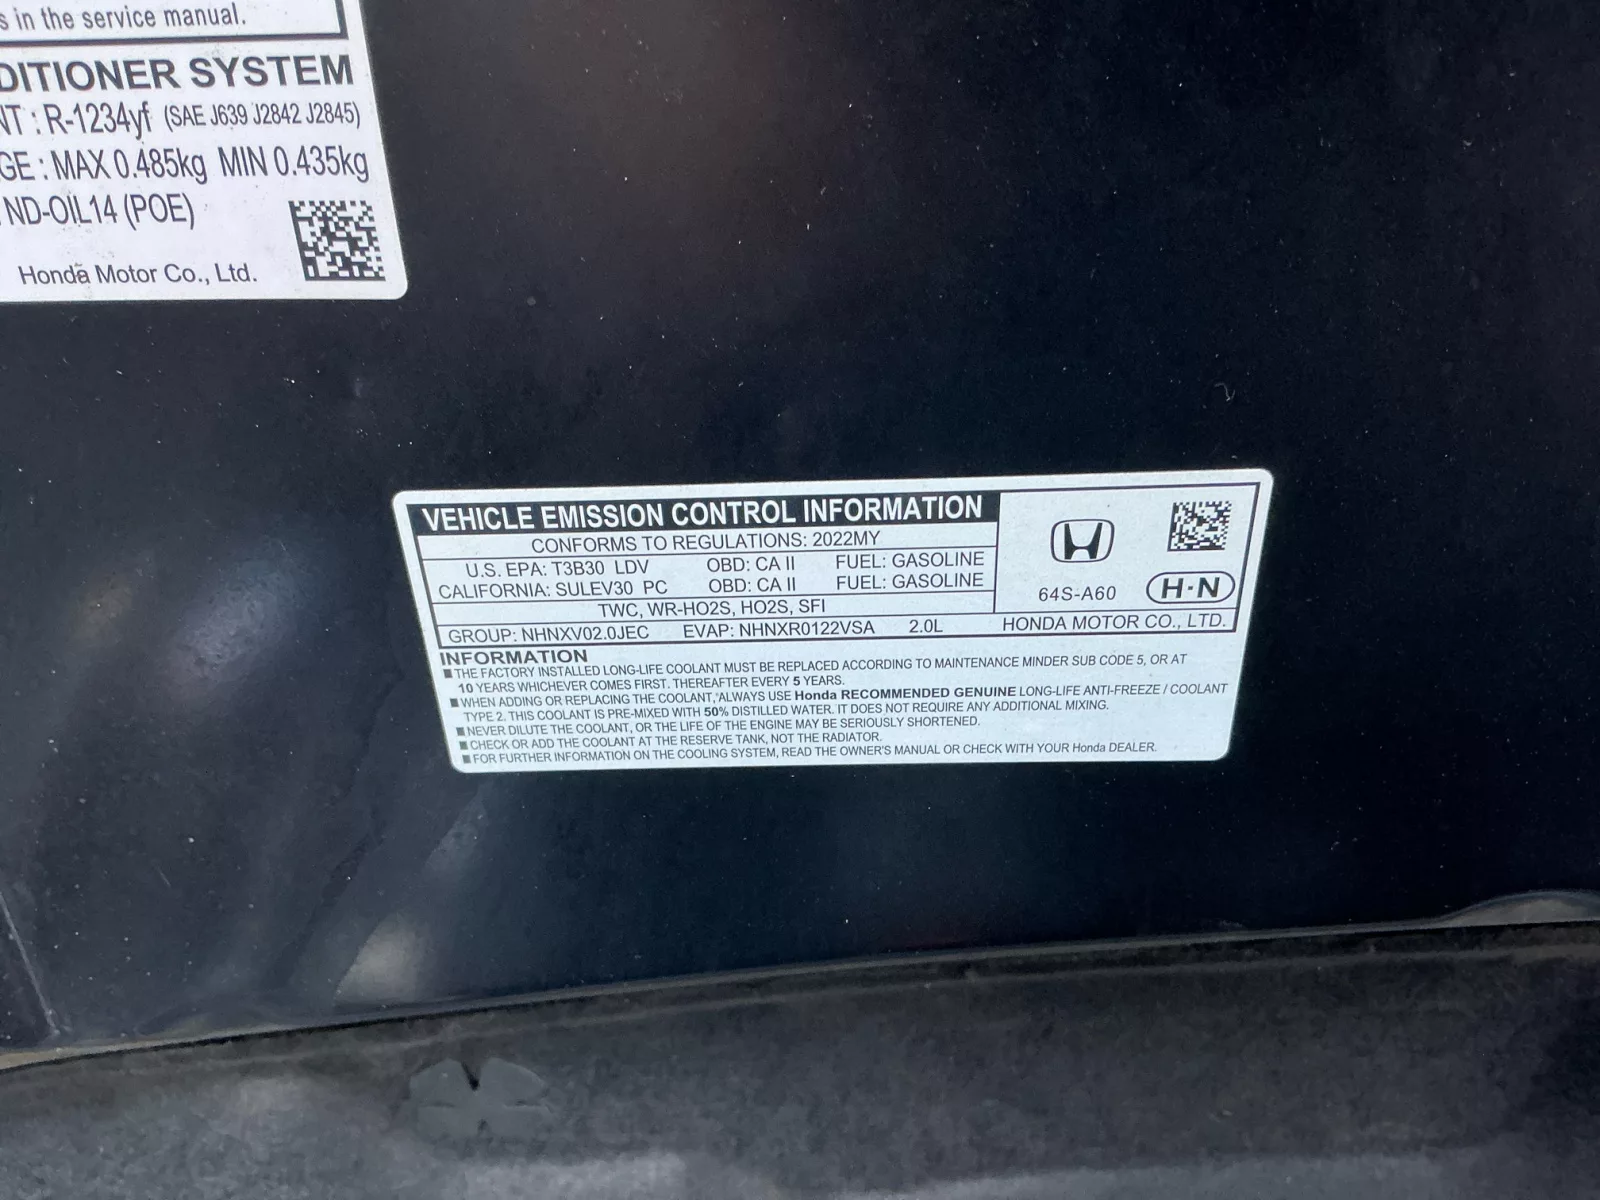 s in the service manual.
DITIONER SYSTEM
NT : R-1234yf (SAE J639 J2842 J2845)
GE : MAX 0.485kg MIN 0.435kg
ND-OIL14 (POE)
Honda Motor Co., Ltd.
VEHICLE EMISSION CONTROL INFORMATION
CONFORMS TO REGULATIONS: 2022MY
U.S. EPA: T3B30 LDV OBD: CA II FUEL: GASOLINE
CALIFORNIA: SULEV30 PC OBD: CA II FUEL: GASOLINE
TWC, WR-HO2S, HO2S, SFI
64S-A60 H·N
GROUP: NHNXV02.0JEC EVAP: NHNXR0122VSA 2.0L HONDA MOTOR CO., LTD.
INFORMATION
■ THE FACTORY INSTALLED LONG-LIFE COOLANT MUST BE REPLACED ACCORDING TO MAINTENANCE MINDER SUB CODE 5, OR AT
10 YEARS WHICHEVER COMES FIRST. THEREAFTER EVERY 5 YEARS.
■ WHEN ADDING OR REPLACING THE COOLANT, ALWAYS USE Honda RECOMMENDED GENUINE LONG-LIFE ANTI-FREEZE / COOLANT
TYPE 2. THIS COOLANT IS PRE-MIXED WITH 50% DISTILLED WATER. IT DOES NOT REQUIRE ANY ADDITIONAL MIXING.
■ NEVER DILUTE THE COOLANT, OR THE LIFE OF THE ENGINE MAY BE SERIOUSLY SHORTENED.
■ CHECK OR ADD THE COOLANT AT THE RESERVE TANK, NOT THE RADIATOR.
■ FOR FURTHER INFORMATION ON THE COOLING SYSTEM, READ THE OWNER'S MANUAL OR CHECK WITH YOUR Honda DEALER.